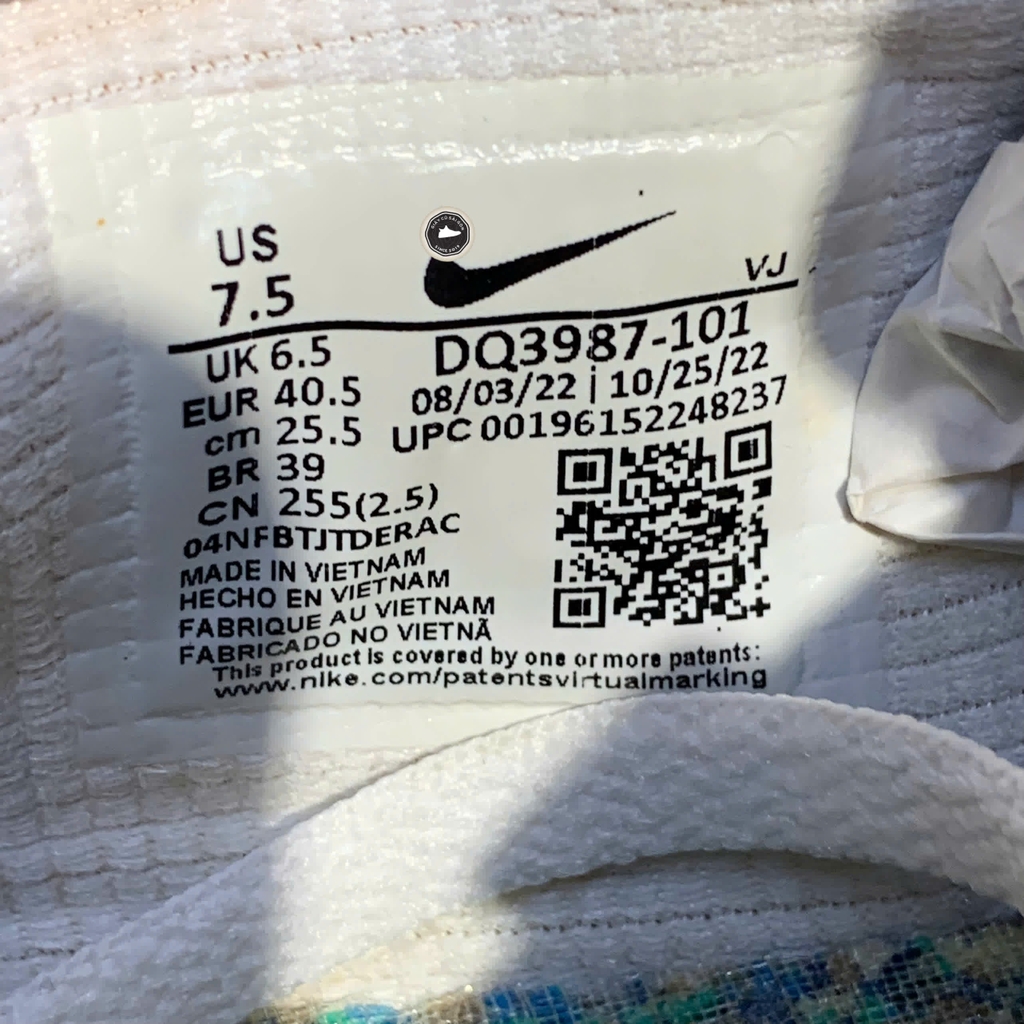 US
7.5
VJ
UK 6.5
EUR 40.5
cm 25.5
BR 39
CN 255(2.5)
04NFBTJTDERAC
DQ3987-101
08/03/22 | 10/25/22
UPC 00196152248237
MADE IN VIETNAM
HECHO EN VIETNAM
FABRIQUE AU VIETNAM
FABRICADO NO VIETNÃ
This product is covered by one or more patents:
www.nike.com/patentsvirtualmarking